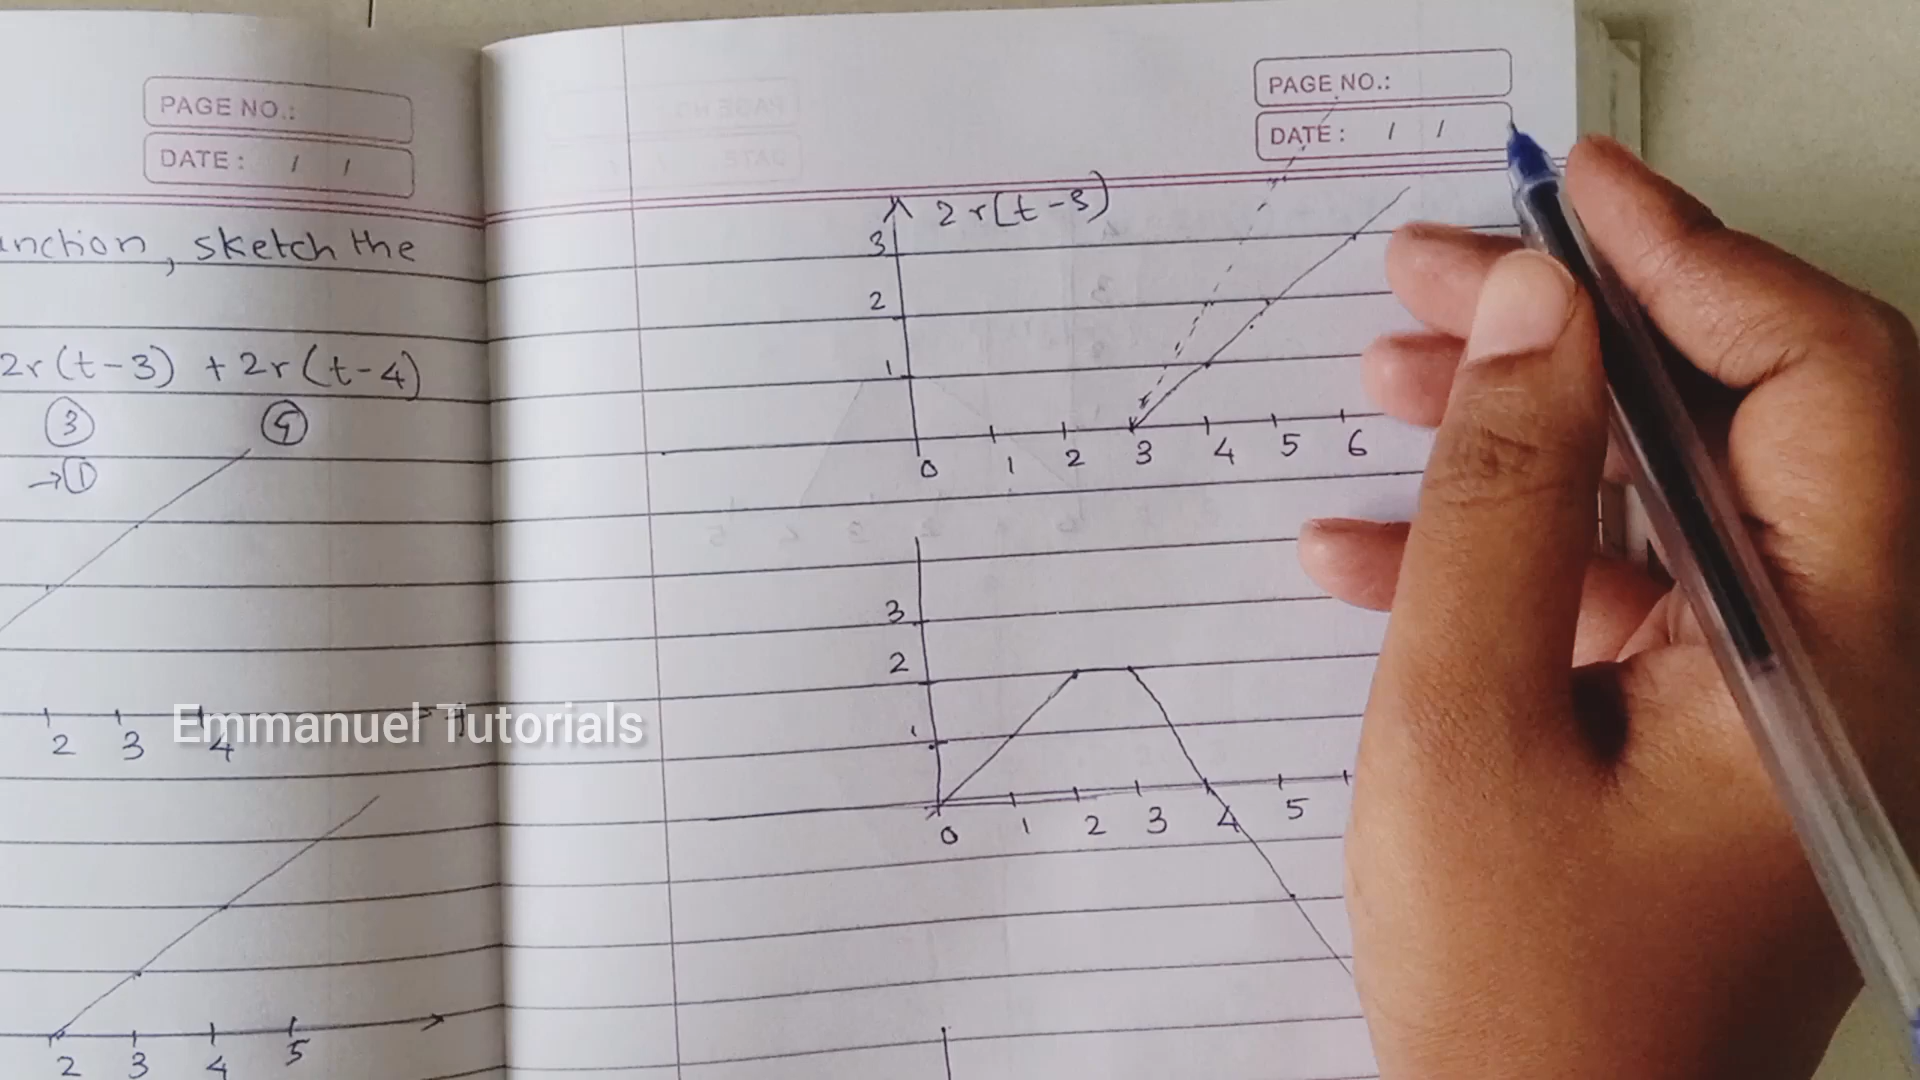 PAGE NO.:
DATE : / /
unction, sketch the
2r(t-3) + 2r(t-4)
③ ④
→①
2 3 4
2 3 4 5
Emmanuel Tutorials
PAGE NO.:
DATE : / /
2r(t-3)
3
2
1
0 1 2 3 4 5 6
3
2
1
0 1 2 3 4 5